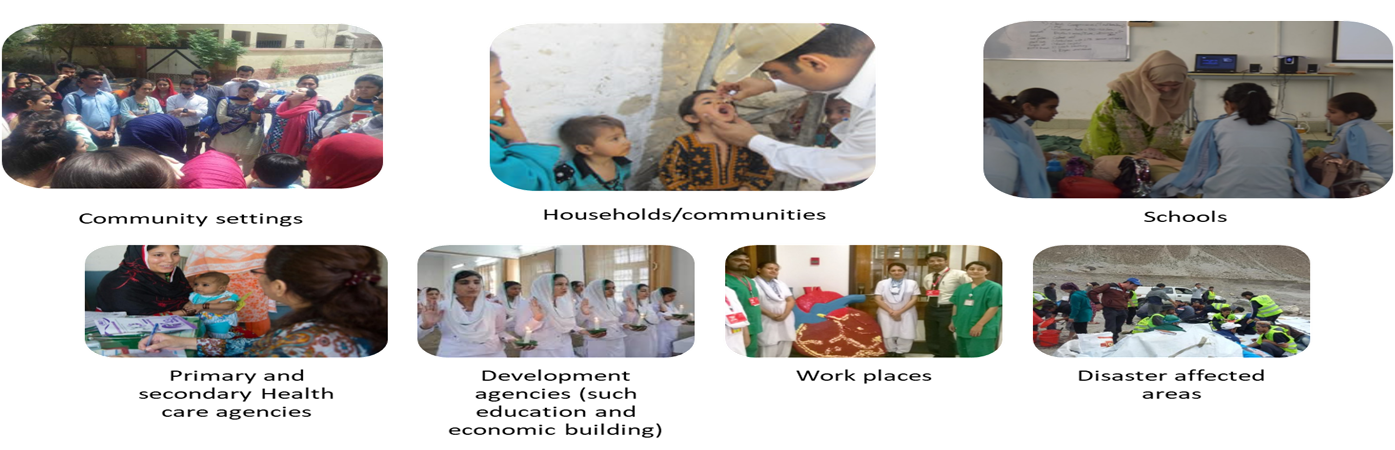 Community settings
Households/communities
Schools
Primary and
secondary Health
care agencies
Development
agencies (such
education and
economic building)
Work places
Disaster affected
areas